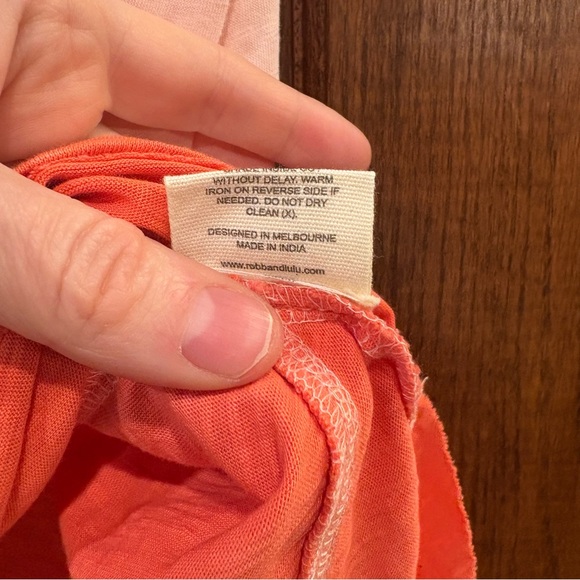 WITHOUT DELAY. WARM
IRON ON REVERSE SIDE IF
NEEDED. DO NOT DRY
CLEAN (X).
DESIGNED IN MELBOURNE
MADE IN INDIA
www.robbandlulu.com